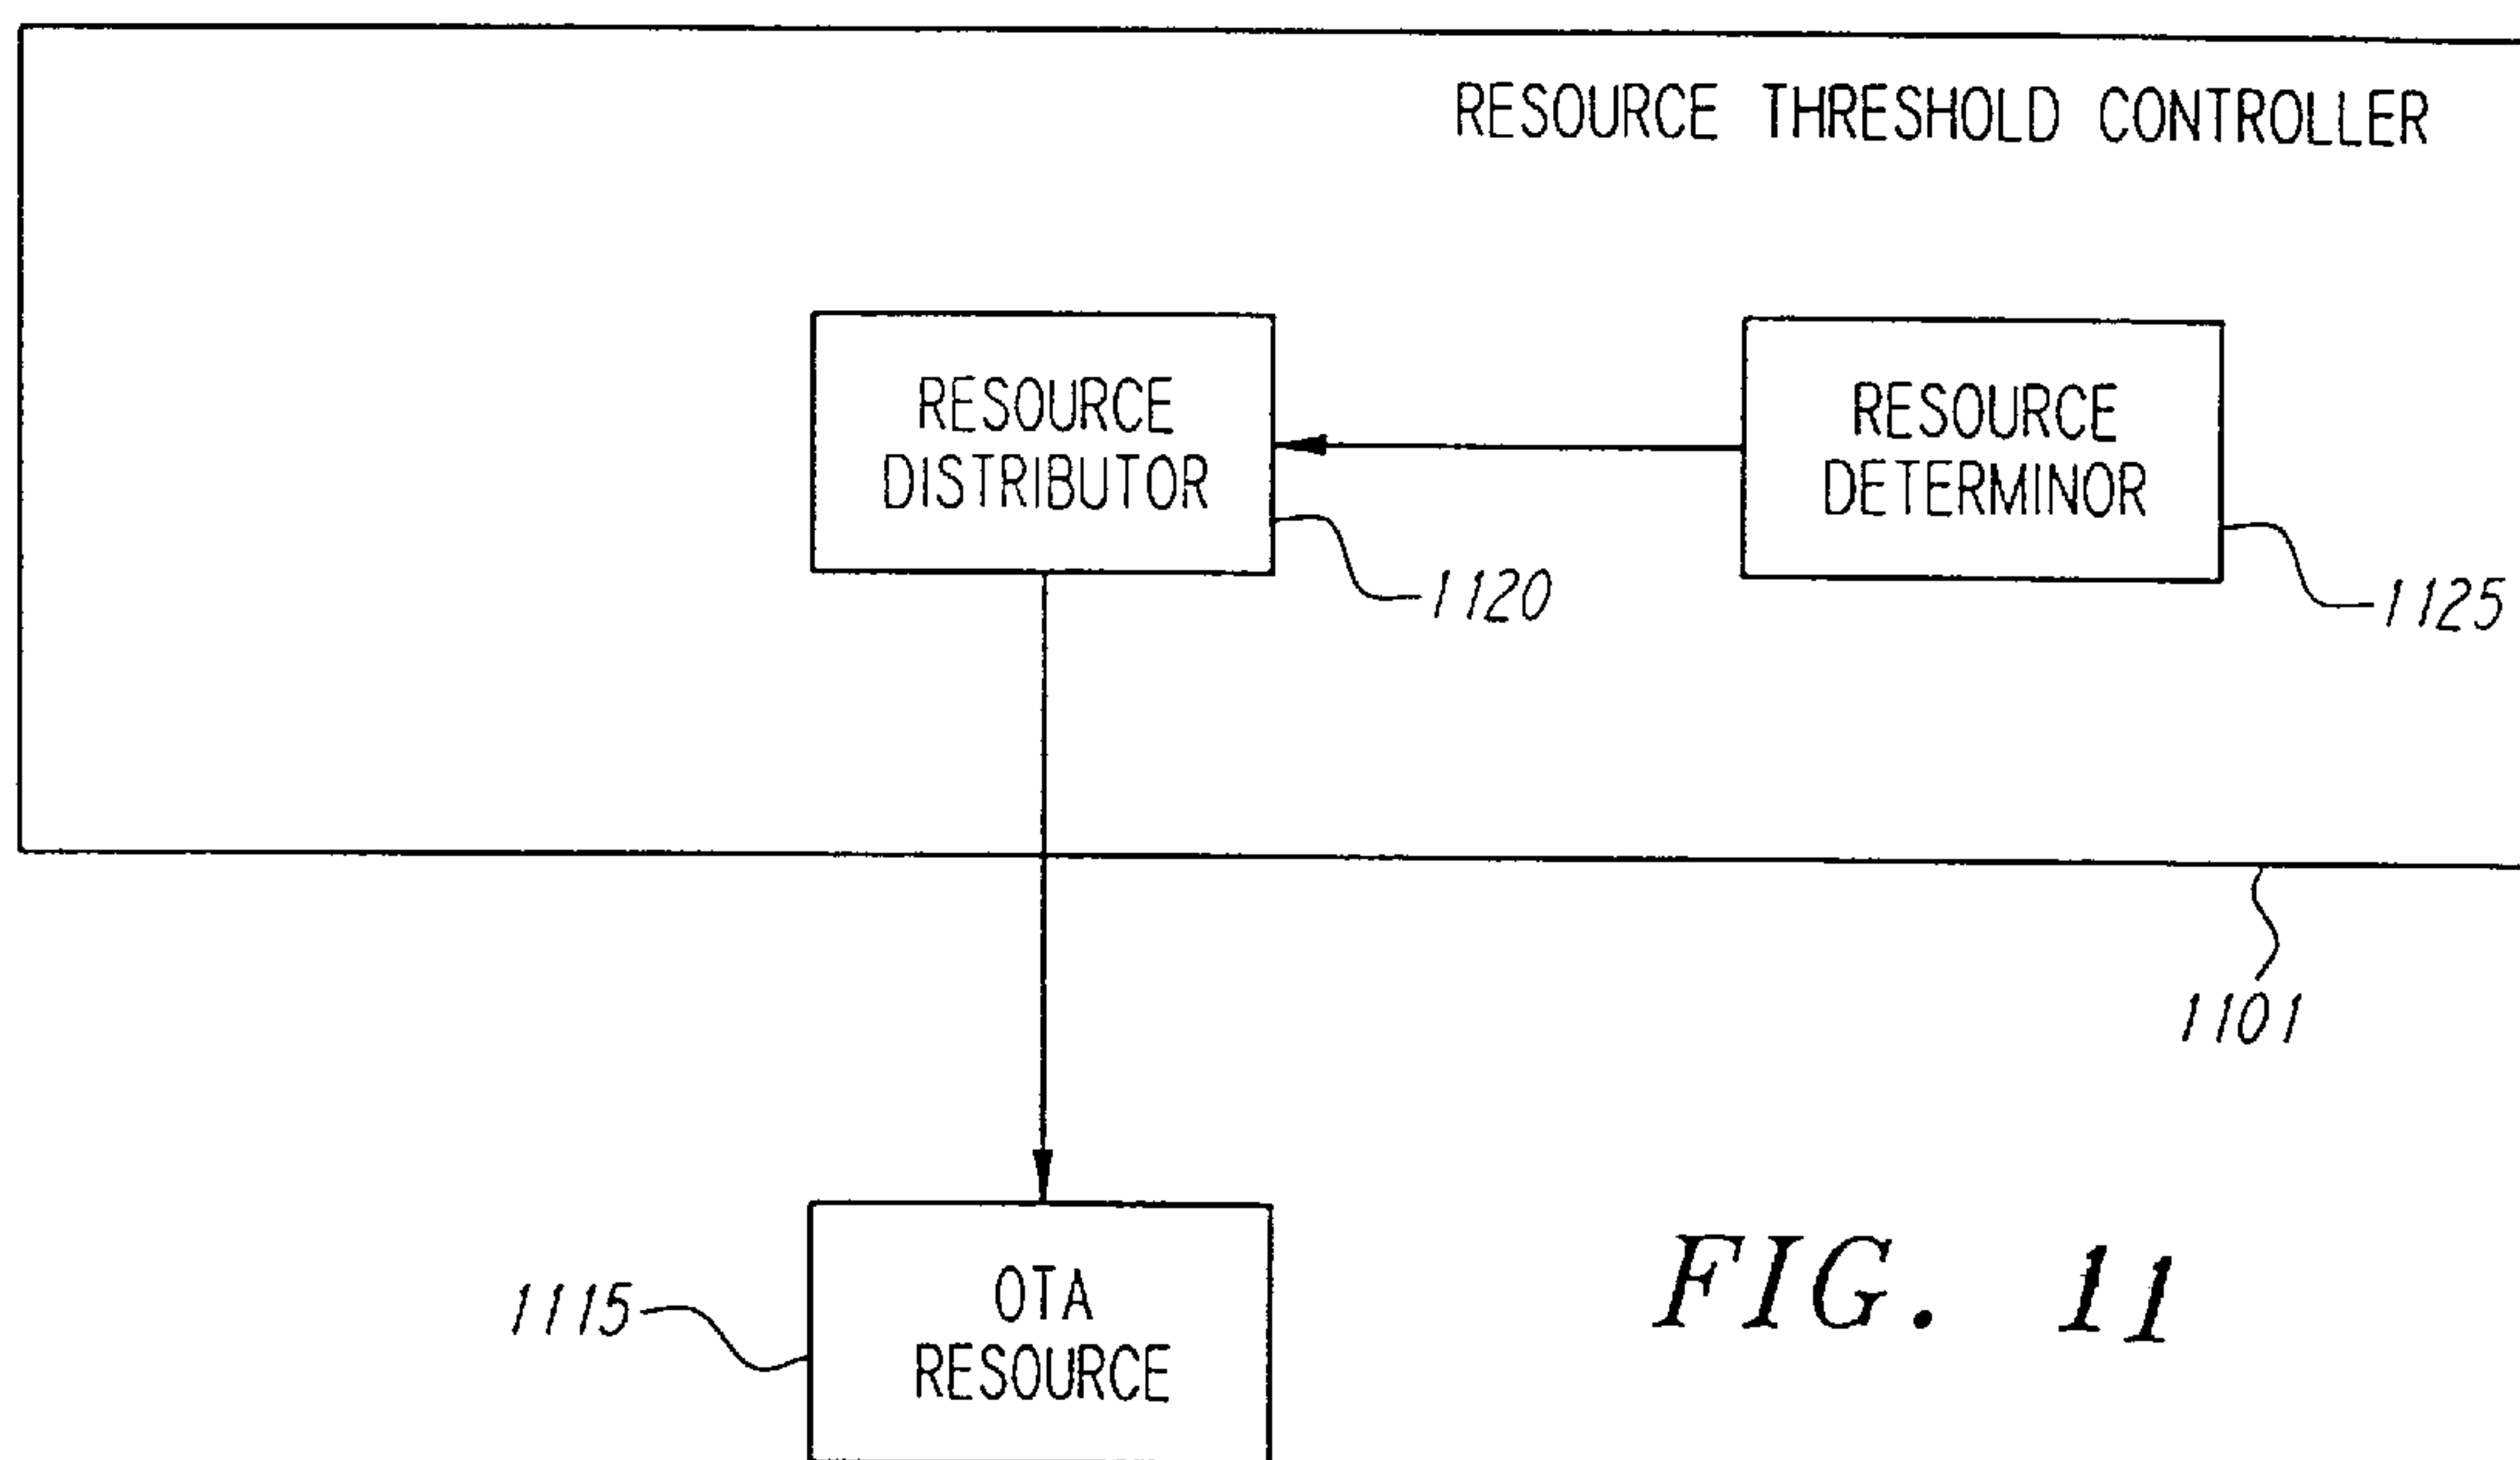 RESOURCE THRESHOLD CONTROLLER
RESOURCE
DISTRIBUTOR
RESOURCE
DETERMINOR
1120
1125
1101
OTA
RESOURCE
1115
FIG. 11